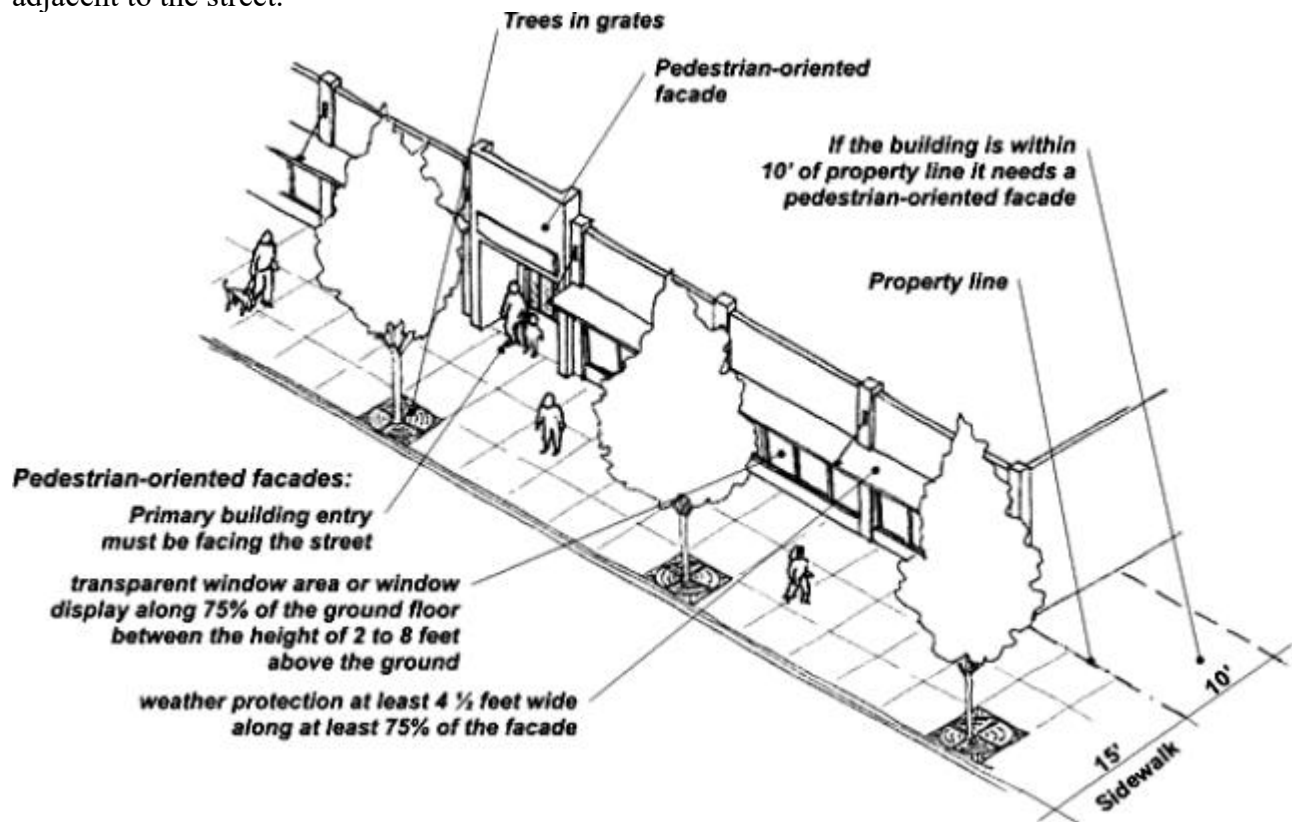 adjacent to the street.
Trees in grates
Pedestrian-oriented
facade
If the building is within
10' of property line it needs a
pedestrian-oriented facade
Property line
Pedestrian-oriented facades:
Primary building entry
must be facing the street
transparent window area or window
display along 75% of the ground floor
between the height of 2 to 8 feet
above the ground
weather protection at least 4 ½ feet wide
along at least 75% of the facade
10'
15'
Sidewalk